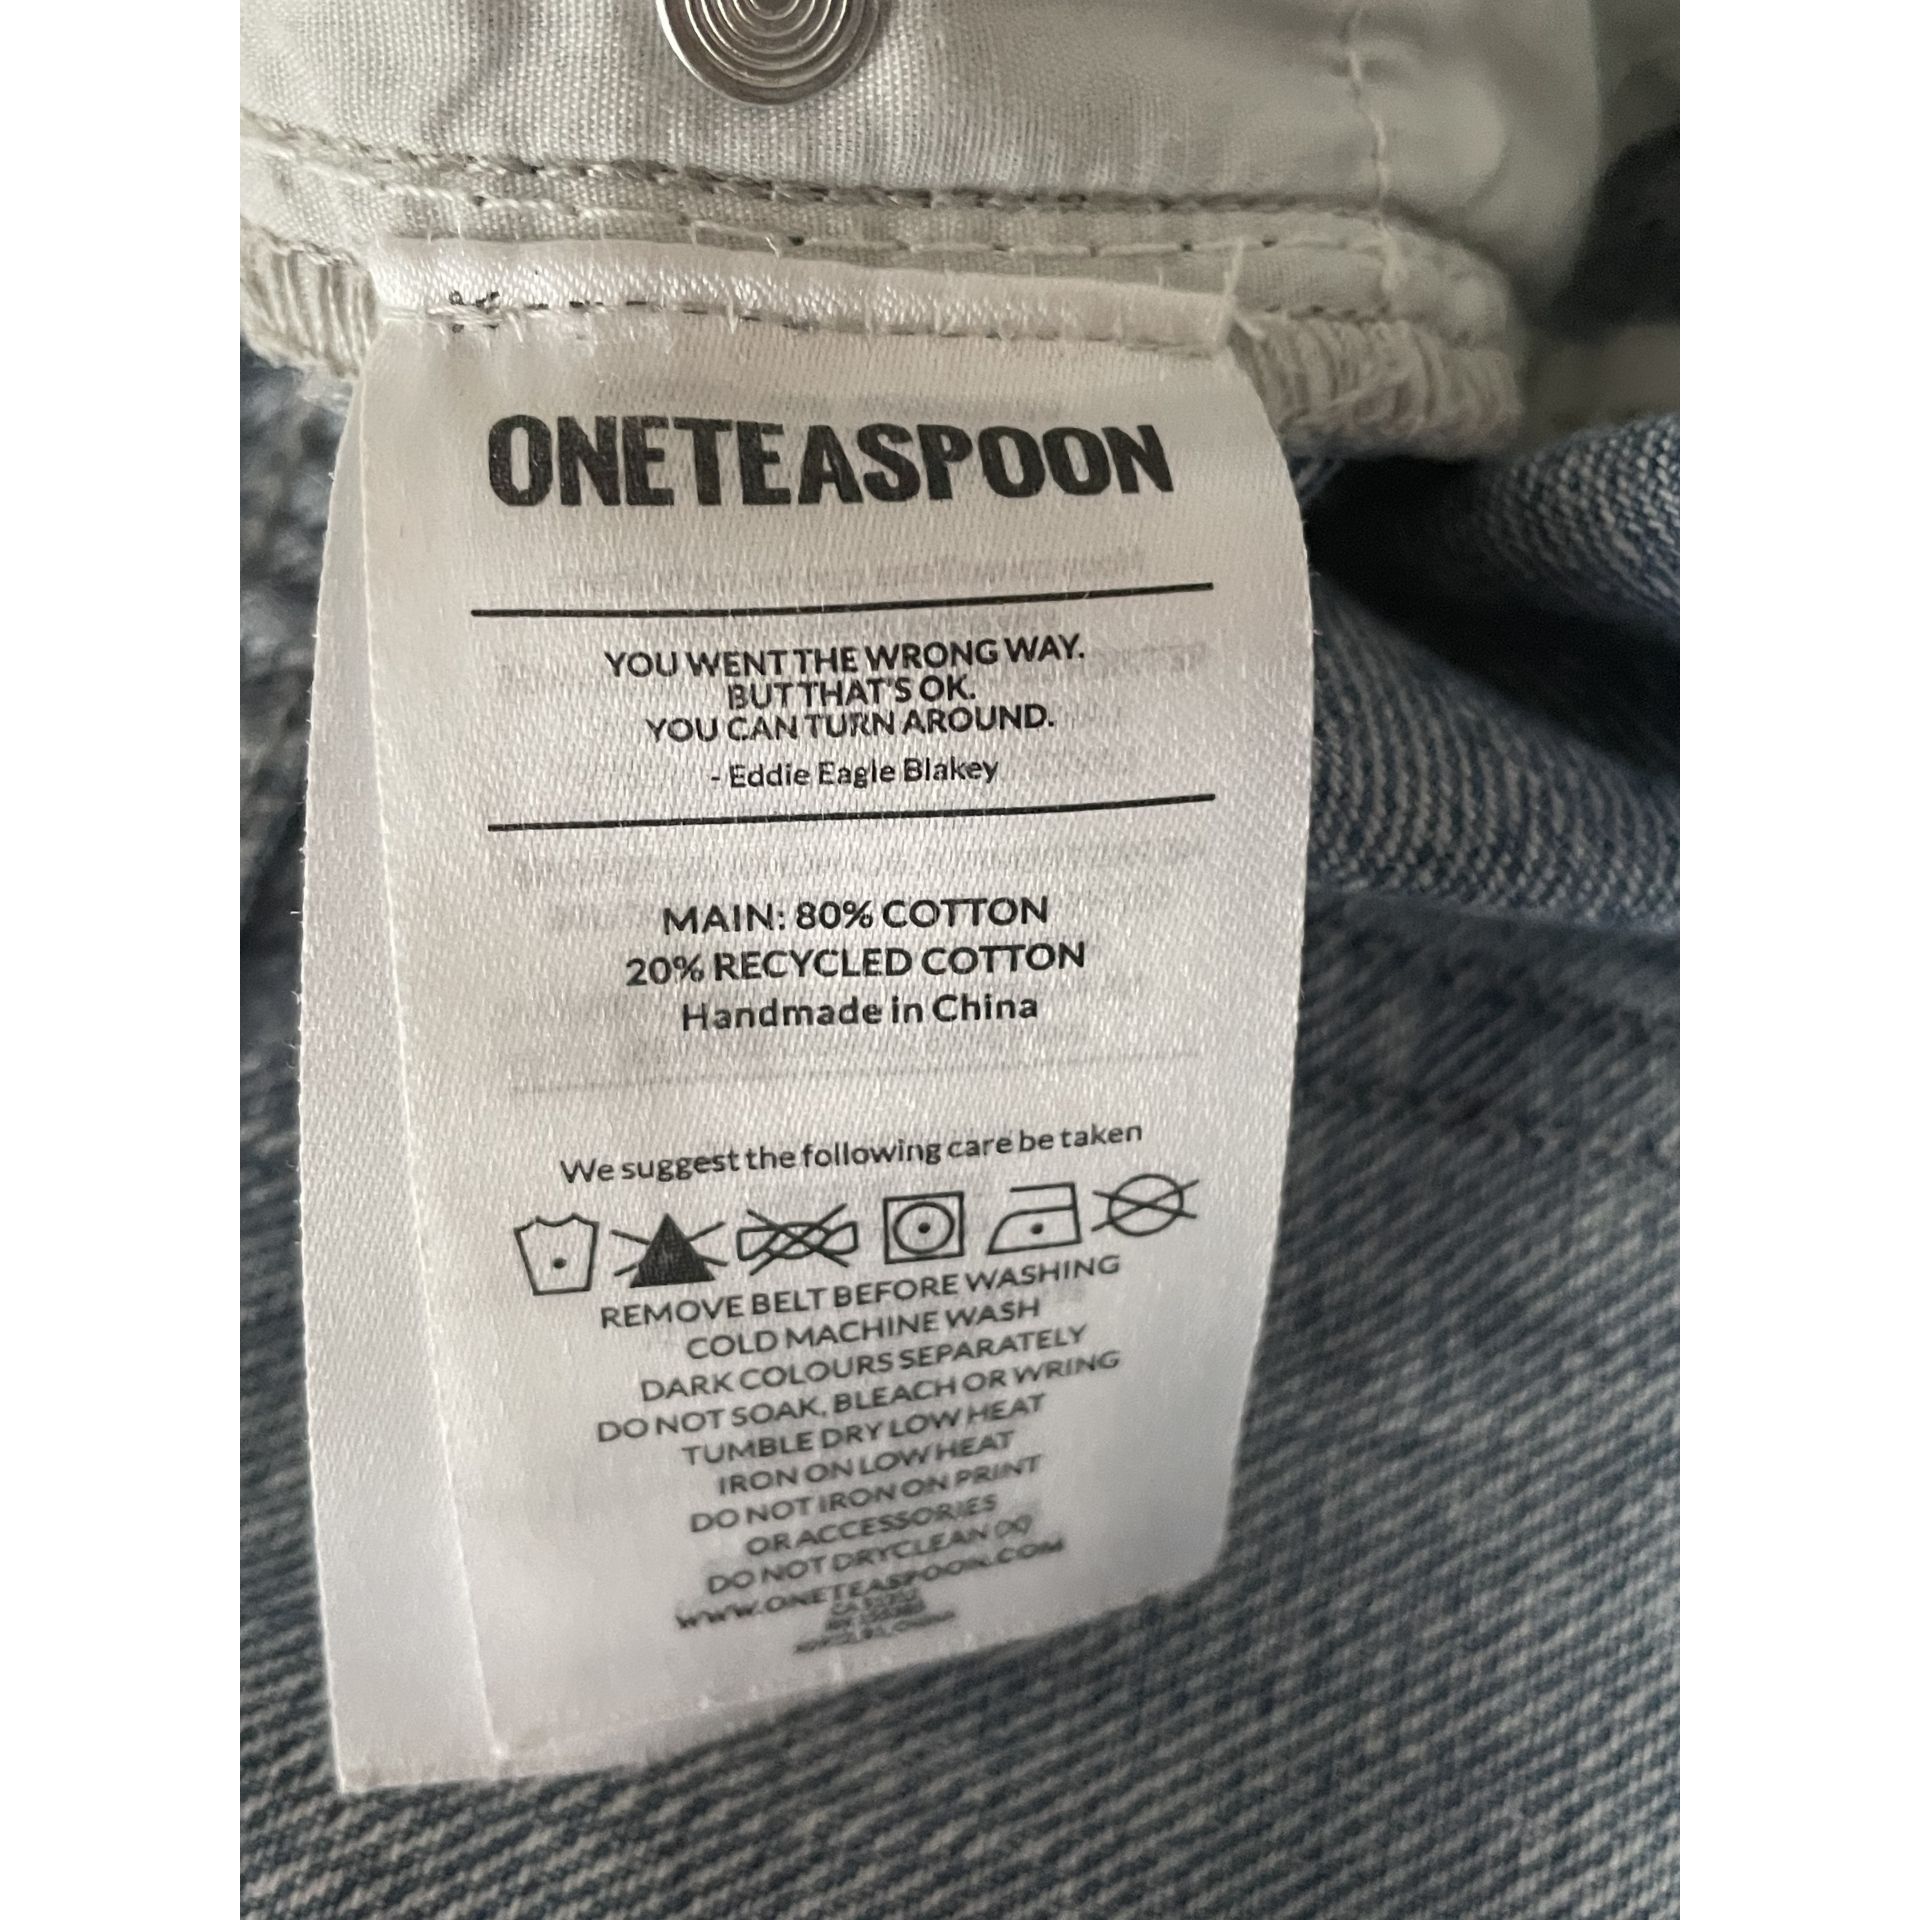 ONETEASPOON
YOU WENT THE WRONG WAY.
BUT THAT'S OK.
YOU CAN TURN AROUND.
- Eddie Eagle Blakey
MAIN: 80% COTTON
20% RECYCLED COTTON
Handmade in China
We suggest the following care be taken
REMOVE BELT BEFORE WASHING
COLD MACHINE WASH
DARK COLOURS SEPARATELY
DO NOT SOAK, BLEACH OR WRING
TUMBLE DRY LOW HEAT
IRON ON LOW HEAT
DO NOT IRON ON PRINT
OR ACCESSORIES
DO NOT DRYCLEAN
WWW.ONETEASPOON.COM